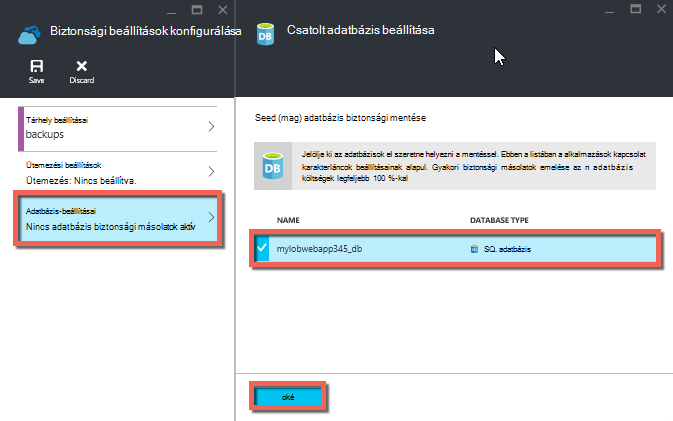 Biztonsági beállítások konfigurálása
Save
Discard
Tárhely beállításai
backups
Ütemezési beállítások
Ütemezés: Nincs beállítva.
Adatbázis-beállításai
Nincs adatbázis biztonsági másolatok aktív
DB
Csatolt adatbázis beállítása
Seed (mag) adatbázis biztonsági mentése
DB
Jelölje ki az adatbázisok el szeretne helyezni a mentéssel. Ebben a listában a alkalmazások kapcsolat
karakterláncok beállításainak alapul. Gyakori biztonsági másolatok emelése az n adatbázis
költségek legfeljebb 100 %-kal
NAME
DATABASE TYPE
mylobwebapp345_db
SQ. adatbázis
oké